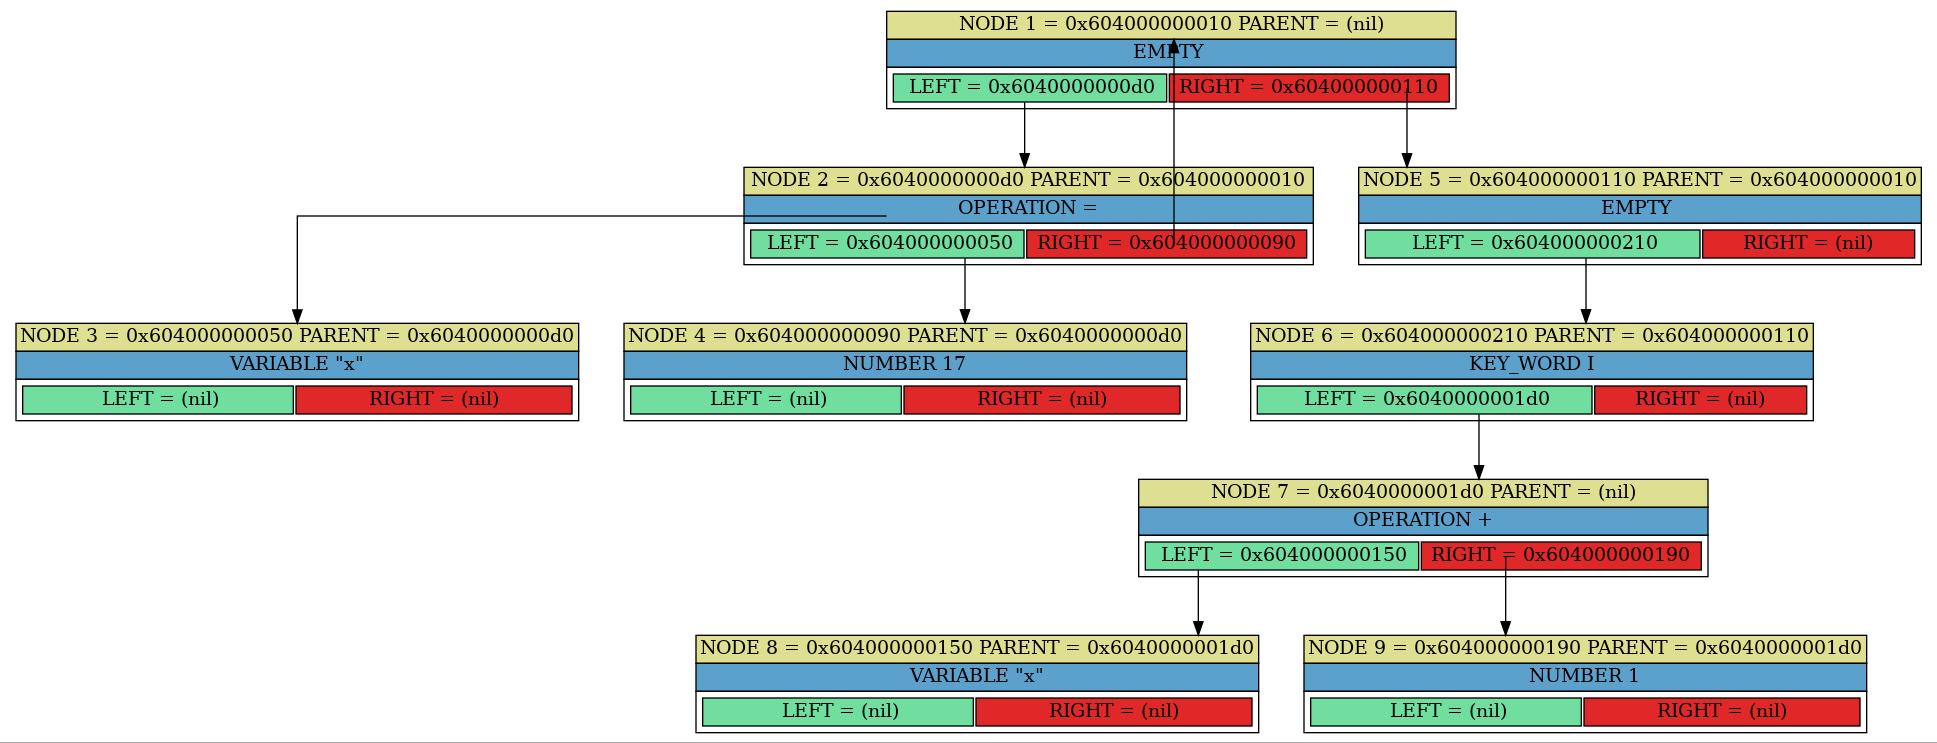 NODE 1 = 0x604000000010 PARENT = (nil)
EMPTY
LEFT = 0x6040000000d0 RIGHT = 0x604000000110
NODE 2 = 0x6040000000d0 PARENT = 0x604000000010
OPERATION =
LEFT = 0x604000000050 RIGHT = 0x604000000090
NODE 5 = 0x604000000110 PARENT = 0x604000000010
EMPTY
LEFT = 0x604000000210 RIGHT = (nil)
NODE 3 = 0x604000000050 PARENT = 0x6040000000d0
VARIABLE "x"
LEFT = (nil) RIGHT = (nil)
NODE 4 = 0x604000000090 PARENT = 0x6040000000d0
NUMBER 17
LEFT = (nil) RIGHT = (nil)
NODE 6 = 0x604000000210 PARENT = 0x604000000110
KEY_WORD I
LEFT = 0x6040000001d0 RIGHT = (nil)
NODE 7 = 0x6040000001d0 PARENT = (nil)
OPERATION +
LEFT = 0x604000000150 RIGHT = 0x604000000190
NODE 8 = 0x604000000150 PARENT = 0x6040000001d0
VARIABLE "x"
LEFT = (nil) RIGHT = (nil)
NODE 9 = 0x604000000190 PARENT = 0x6040000001d0
NUMBER 1
LEFT = (nil) RIGHT = (nil)